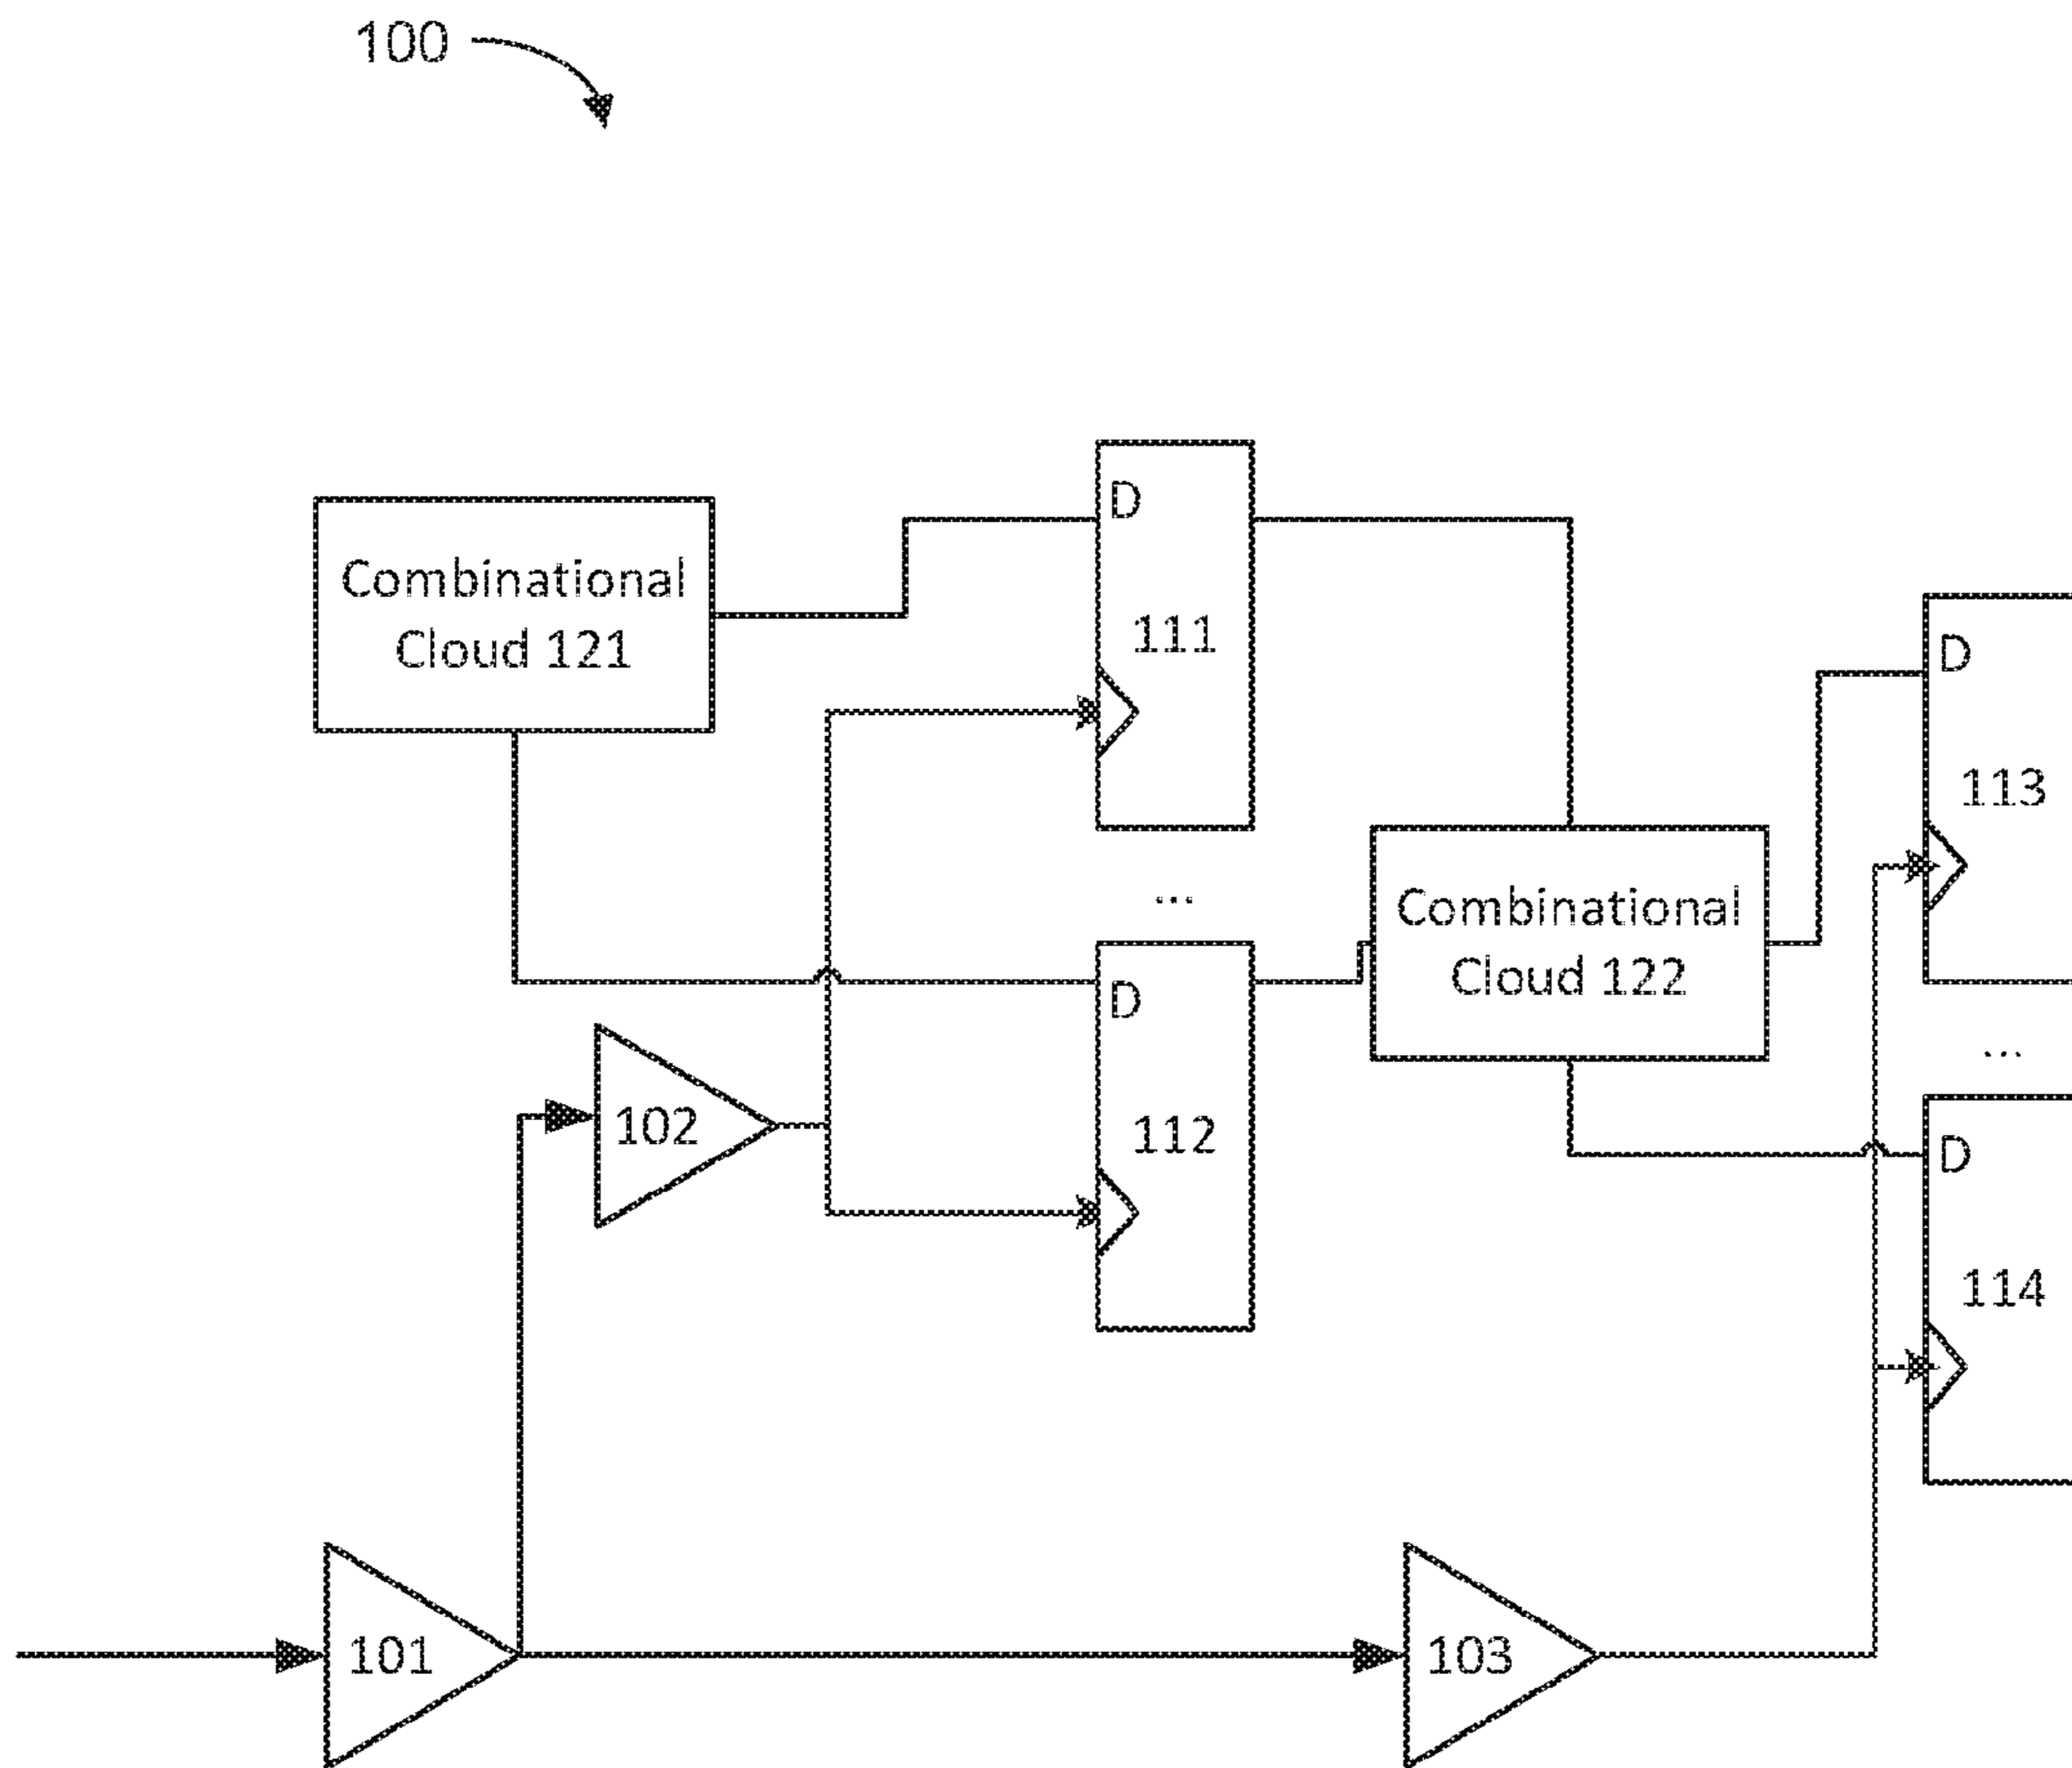 100
D
Combinational
Cloud 121
111
D
113
...
Combinational
Cloud 122
D
...
102
112
D
114
101
103